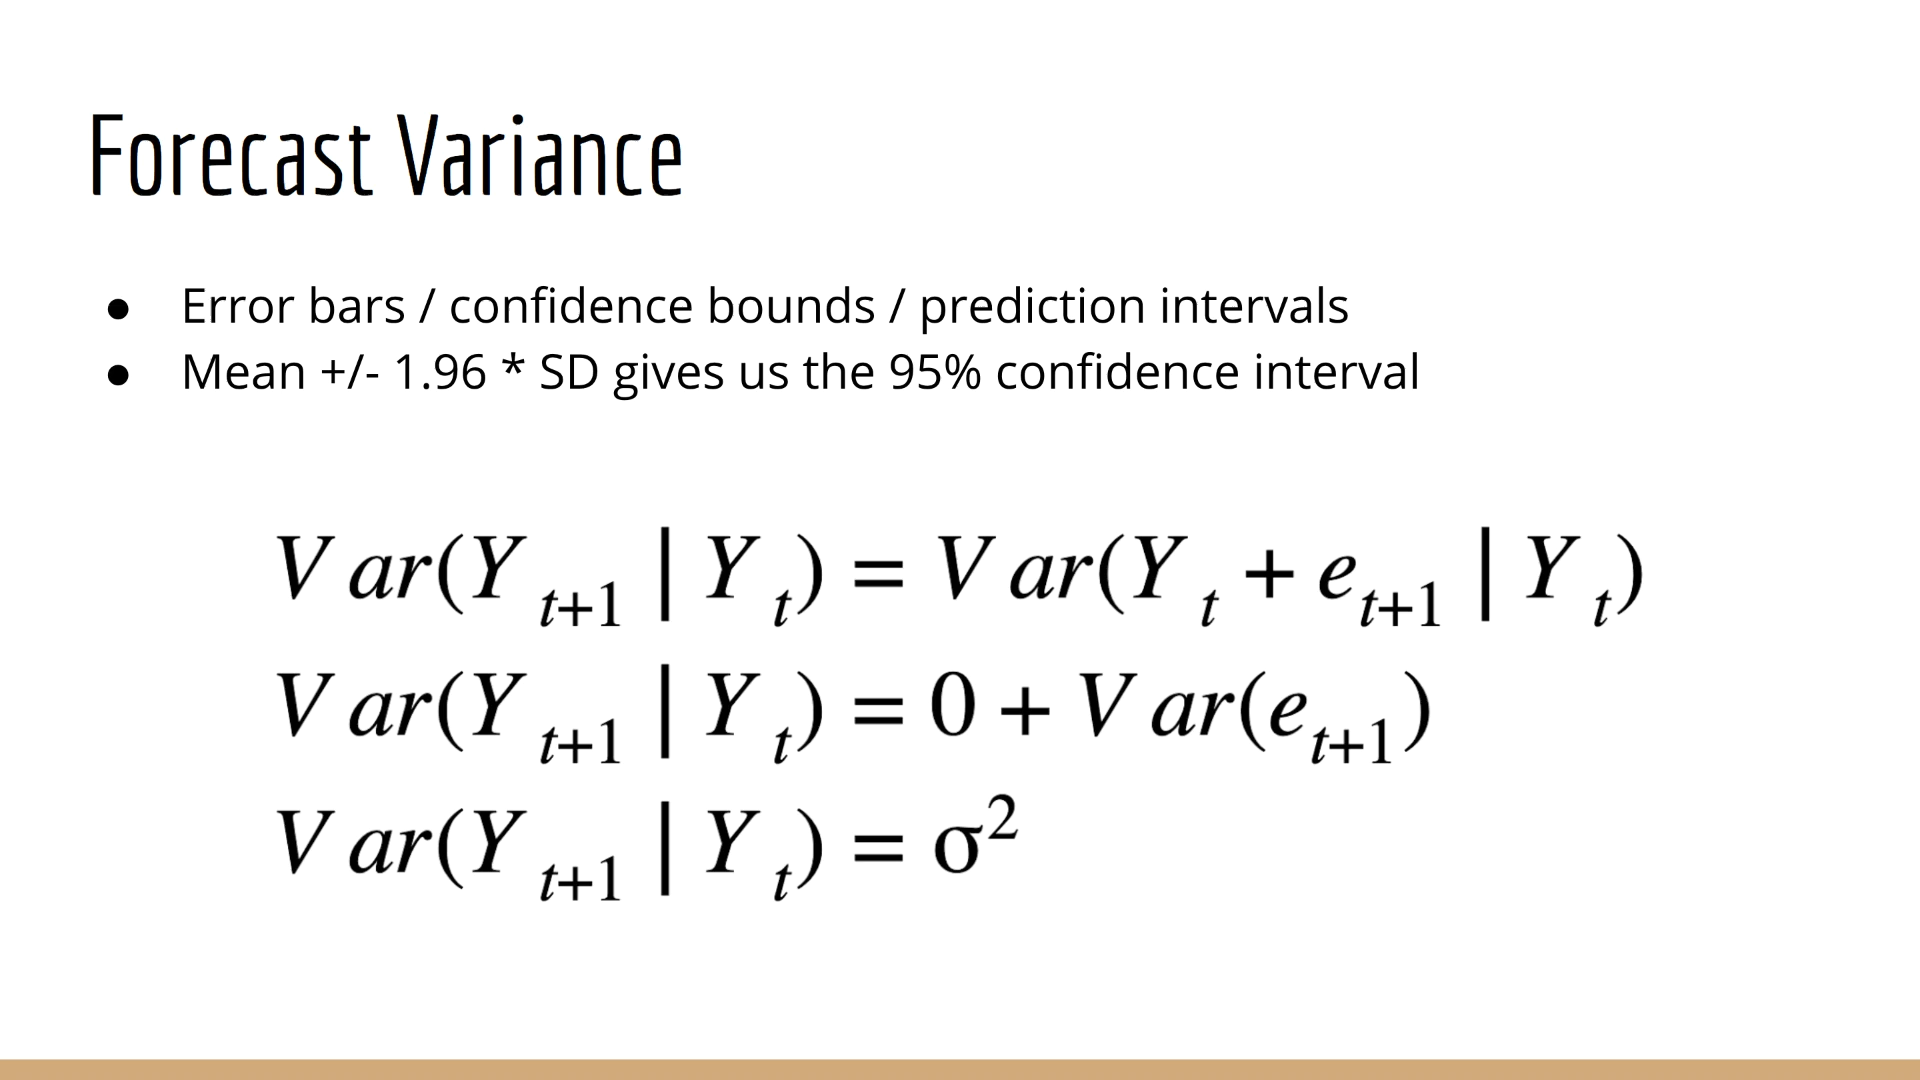 Forecast Variance
● Error bars / confidence bounds / prediction intervals
● Mean +/- 1.96 * SD gives us the 95% confidence interval
Var(Y_{t+1} | Y_t) = Var(Y_t + e_{t+1} | Y_t)
Var(Y_{t+1} | Y_t) = 0 + Var(e_{t+1})
Var(Y_{t+1} | Y_t) = σ²